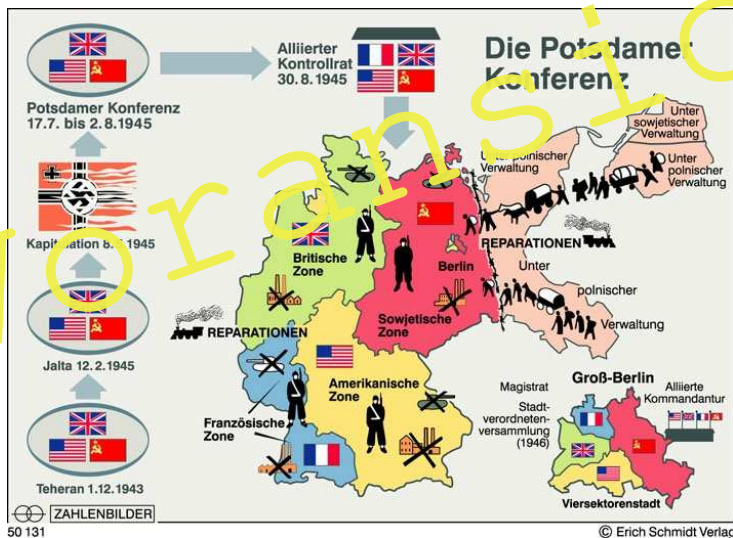 Die Potsdamer
Konferenz
Alliierter
Kontrollrat
30. 8. 1945
Potsdamer Konferenz
17.7. bis 2. 8.1945
Kapitulation 8.5.1945
Jalta 12. 2. 1945
Teheran 1.12.1943
Unter
sowjetischer
Verwaltung
Unter polnischer
Verwaltung
Unter
polnischer
Verwaltung
REPARATIONEN
Britische
Zone
Berlin
Unter
polnischer
Verwaltung
Sowjetische
Zone
REPARATIONEN
Amerikanische
Zone
Französische
Zone
Groß-Berlin
Magistrat
Stadt-
verordneten-
versammlung
(1946)
Alliierte
Kommandantur
Viersektorenstadt
ZAHLENBILDER
50 131
© Erich Schmidt Verlag
Voransic